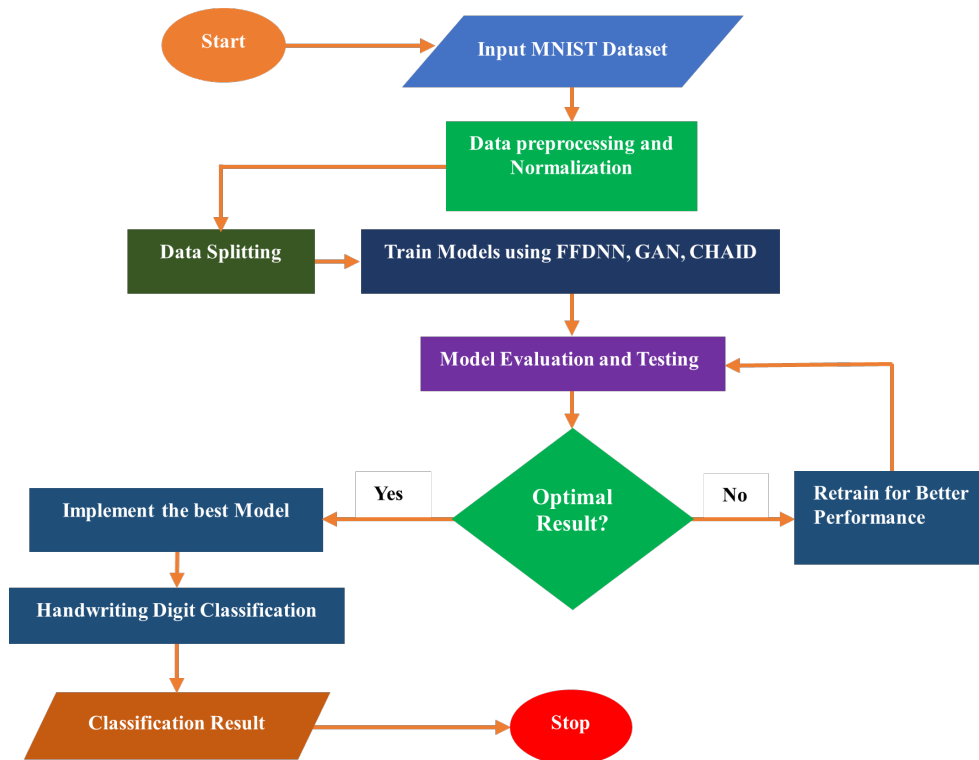 Start
Input MNIST Dataset
Data preprocessing and
Normalization
Data Splitting
Train Models using FFDNN, GAN, CHAID
Model Evaluation and Testing
Optimal
Result?
Yes
No
Implement the best Model
Retrain for Better
Performance
Handwriting Digit Classification
Classification Result
Stop